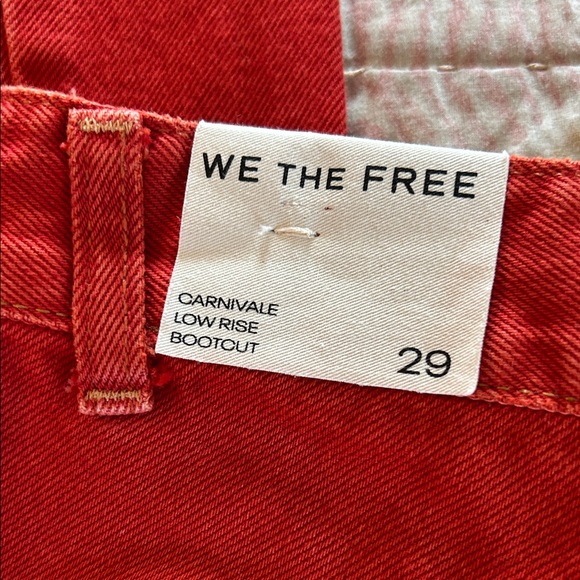 WE THE FREE
CARNIVALE
LOW RISE
BOOTCUT
29